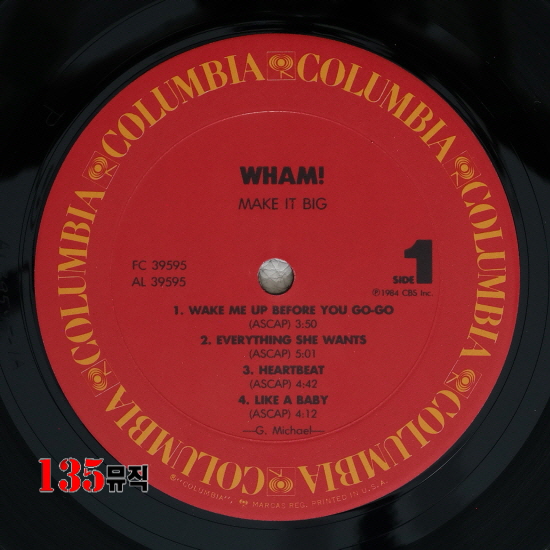 COLUMBIA COLUMBIA COLUMBIA COLUMBIA COLUMBIA COLUMBIA
WHAM!
MAKE IT BIG
FC 39595
AL 39595
SIDE 1
℗1984 CBS Inc.
1. WAKE ME UP BEFORE YOU GO-GO
(ASCAP) 3:50
2. EVERYTHING SHE WANTS
(ASCAP) 5:01
3. HEARTBEAT
(ASCAP) 4:42
4. LIKE A BABY
(ASCAP) 4:12
—G. Michael—
135뮤직
®"COLUMBIA", MARCAS REG. PRINTED IN U.S.A.